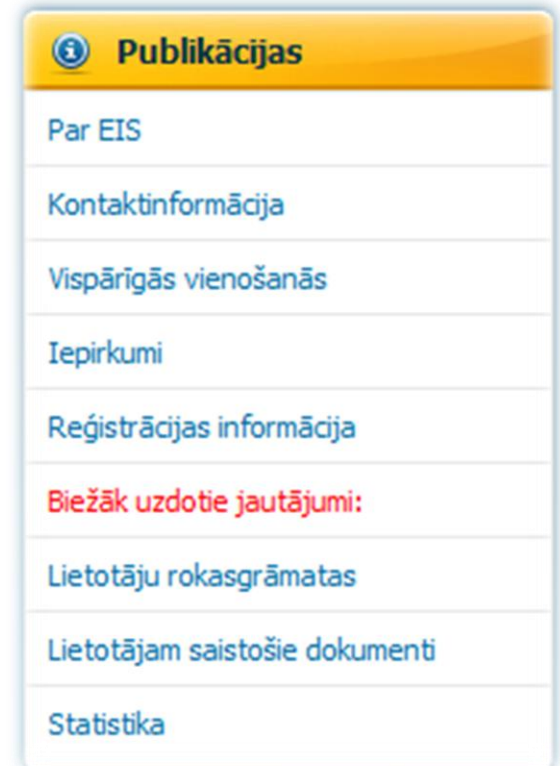 Publikācijas
Par EIS
Kontaktinformācija
Vispārīgās vienošanās
Iepirkumi
Reģistrācijas informācija
Biežāk uzdotie jautājumi:
Lietotāju rokasgrāmatas
Lietotājam saistošie dokumenti
Statistika